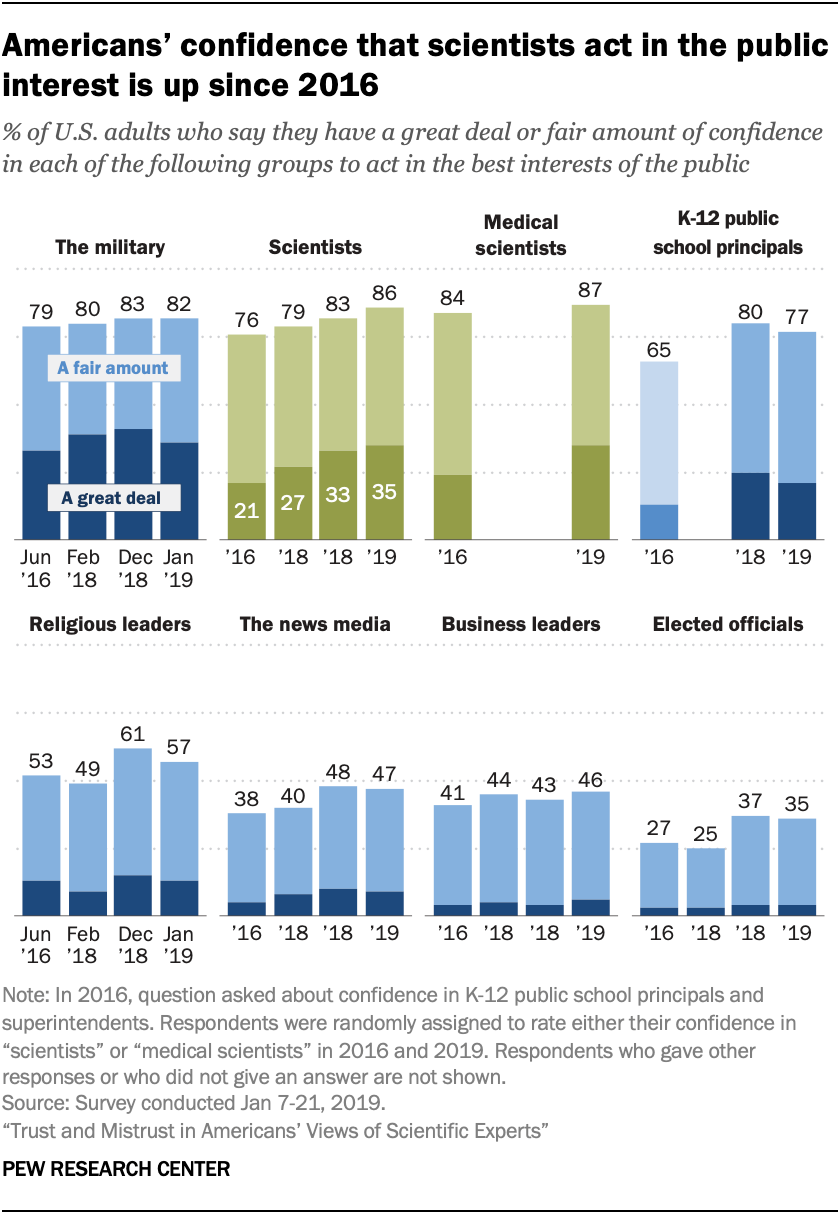 Americans’ confidence that scientists act in the public
interest is up since 2016
% of U.S. adults who say they have a great deal or fair amount of confidence
in each of the following groups to act in the best interests of the public
The military
Scientists
Medical
scientists
K-12 public
school principals
79 80 83 82
A fair amount
A great deal
Jun Feb Dec Jan
’16 ’18 ’18 ’19
76 79 83 86
21 27 33 35
’16 ’18 ’18 ’19
84 87
’16 ’19
65 80 77
’16 ’18 ’19
Religious leaders
The news media
Business leaders
Elected officials
53 49 61 57
Jun Feb Dec Jan
’16 ’18 ’18 ’19
38 40 48 47
’16 ’18 ’18 ’19
41 44 43 46
’16 ’18 ’18 ’19
27 25 37 35
’16 ’18 ’18 ’19
Note: In 2016, question asked about confidence in K-12 public school principals and
superintendents. Respondents were randomly assigned to rate either their confidence in
“scientists” or “medical scientists” in 2016 and 2019. Respondents who gave other
responses or who did not give an answer are not shown.
Source: Survey conducted Jan 7-21, 2019.
“Trust and Mistrust in Americans’ Views of Scientific Experts”
PEW RESEARCH CENTER